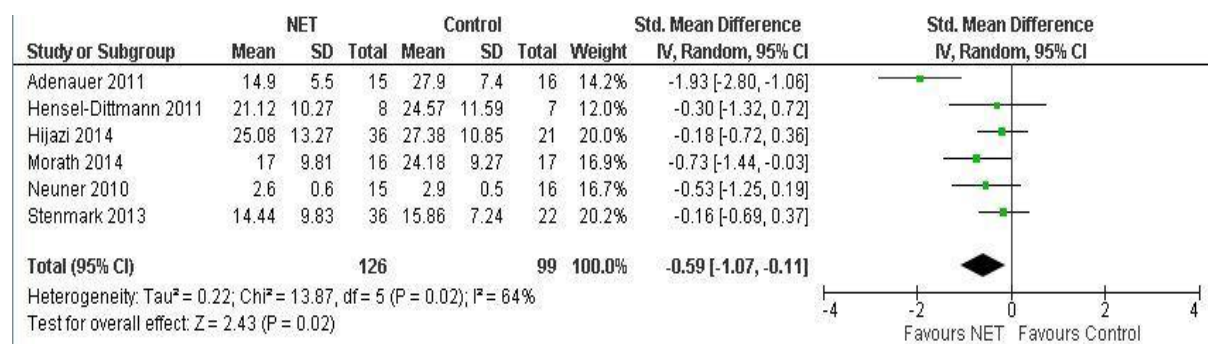 NET Control Std. Mean Difference Std. Mean Difference
Study or Subgroup Mean SD Total Mean SD Total Weight IV, Random, 95% CI IV, Random, 95% CI
Adenauer 2011 14.9 5.5 15 27.9 7.4 16 14.2% -1.93 [-2.80, -1.06]
Hensel-Dittmann 2011 21.12 10.27 8 24.57 11.59 7 12.0% -0.30 [-1.32, 0.72]
Hijazi 2014 25.08 13.27 36 27.38 10.85 21 20.0% -0.18 [-0.72, 0.36]
Morath 2014 17 9.81 16 24.18 9.27 17 16.9% -0.73 [-1.44, -0.03]
Neuner 2010 2.6 0.6 15 2.9 0.5 16 16.7% -0.53 [-1.25, 0.19]
Stenmark 2013 14.44 9.83 36 15.86 7.24 22 20.2% -0.16 [-0.69, 0.37]
Total (95% CI) 126 99 100.0% -0.59 [-1.07, -0.11]
Heterogeneity: Tau² = 0.22; Chi² = 13.87, df = 5 (P = 0.02); I² = 64%
Test for overall effect: Z = 2.43 (P = 0.02)
-4 -2 0 2 4
Favours NET Favours Control